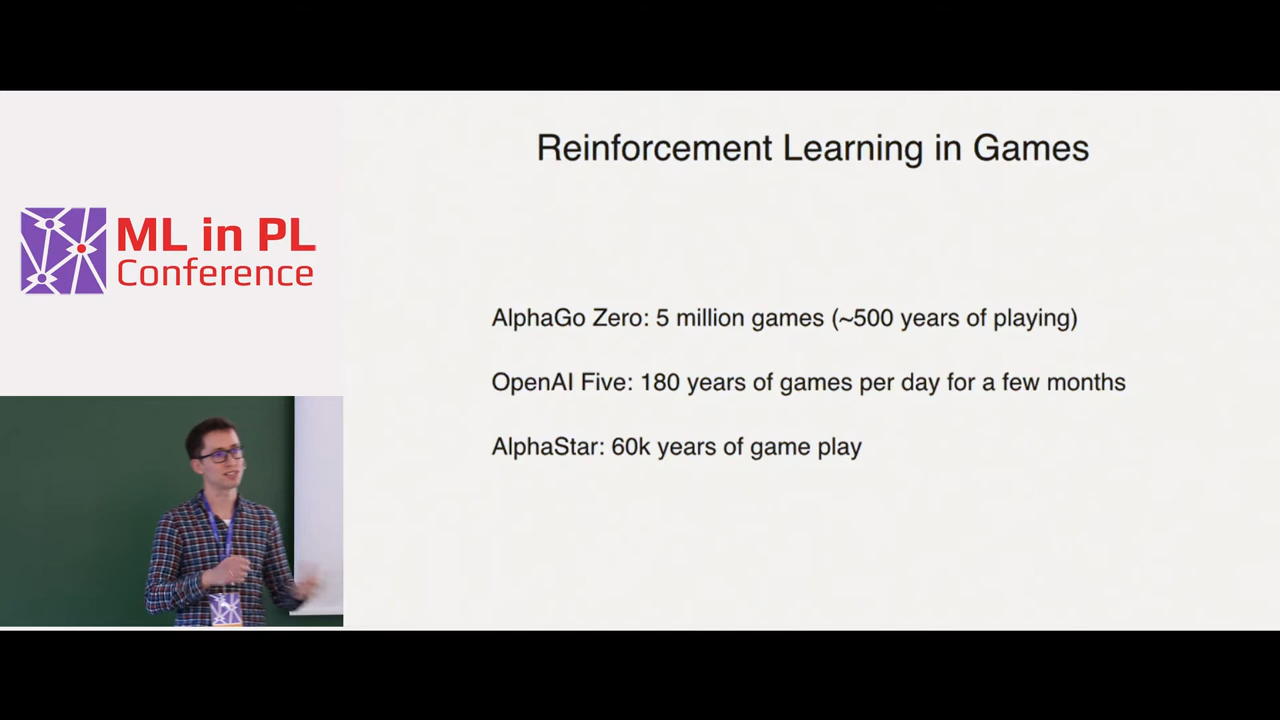 Reinforcement Learning in Games
ML in PL
Conference
AlphaGo Zero: 5 million games (~500 years of playing)
OpenAI Five: 180 years of games per day for a few months
AlphaStar: 60k years of game play